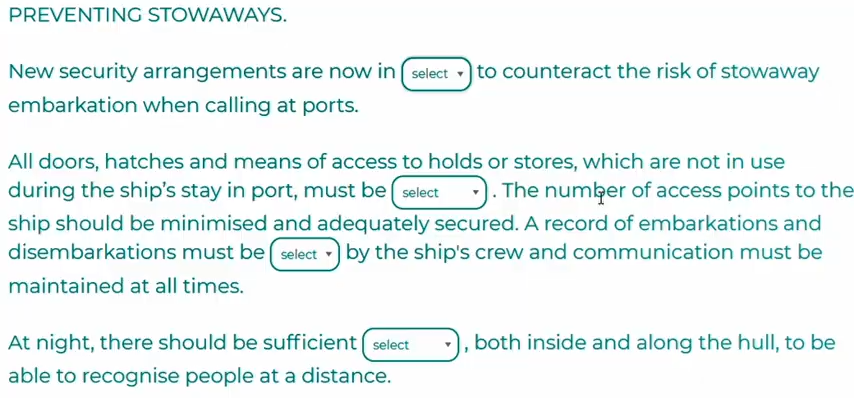 PREVENTING STOWAWAYS.
New security arrangements are now in select to counteract the risk of stowaway
embarkation when calling at ports.
All doors, hatches and means of access to holds or stores, which are not in use
during the ship's stay in port, must be select . The number of access points to the
ship should be minimised and adequately secured. A record of embarkations and
disembarkations must be select by the ship's crew and communication must be
maintained at all times.
At night, there should be sufficient select , both inside and along the hull, to be
able to recognise people at a distance.